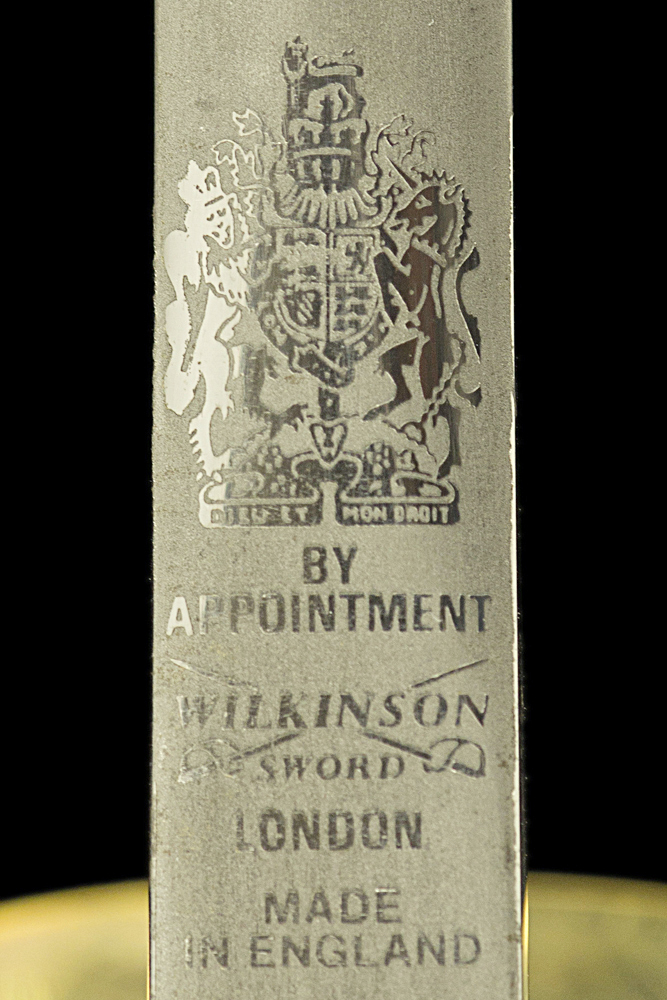 DIEU ET MON DROIT
BY
APPOINTMENT
WILKINSON
SWORD
LONDON
MADE
IN ENGLAND